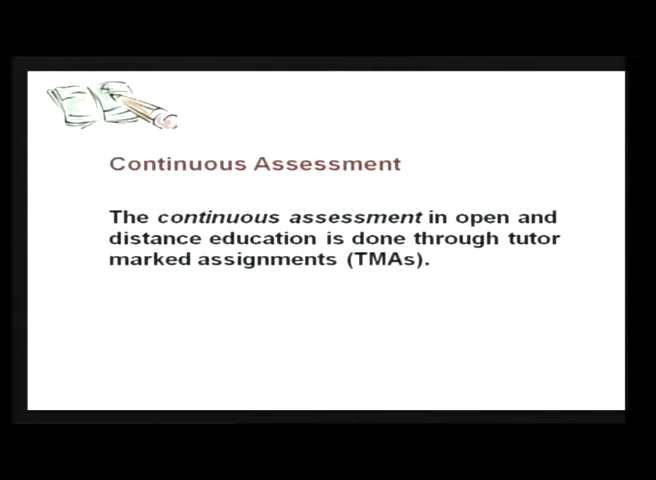 Continuous Assessment
The continuous assessment in open and
distance education is done through tutor
marked assignments (TMAs).